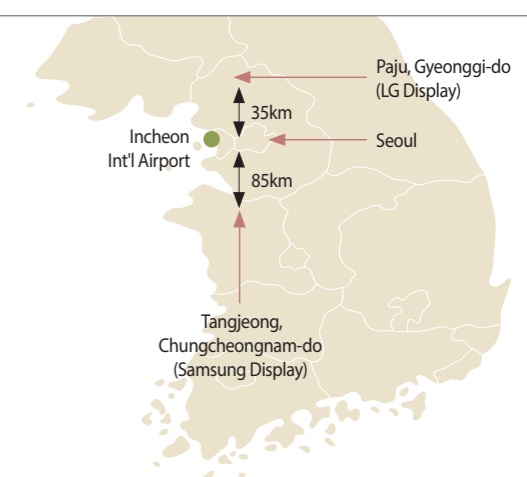 Paju, Gyeonggi-do
(LG Display)
35km
Incheon
Int'l Airport
Seoul
85km
Tangjeong,
Chungcheongnam-do
(Samsung Display)